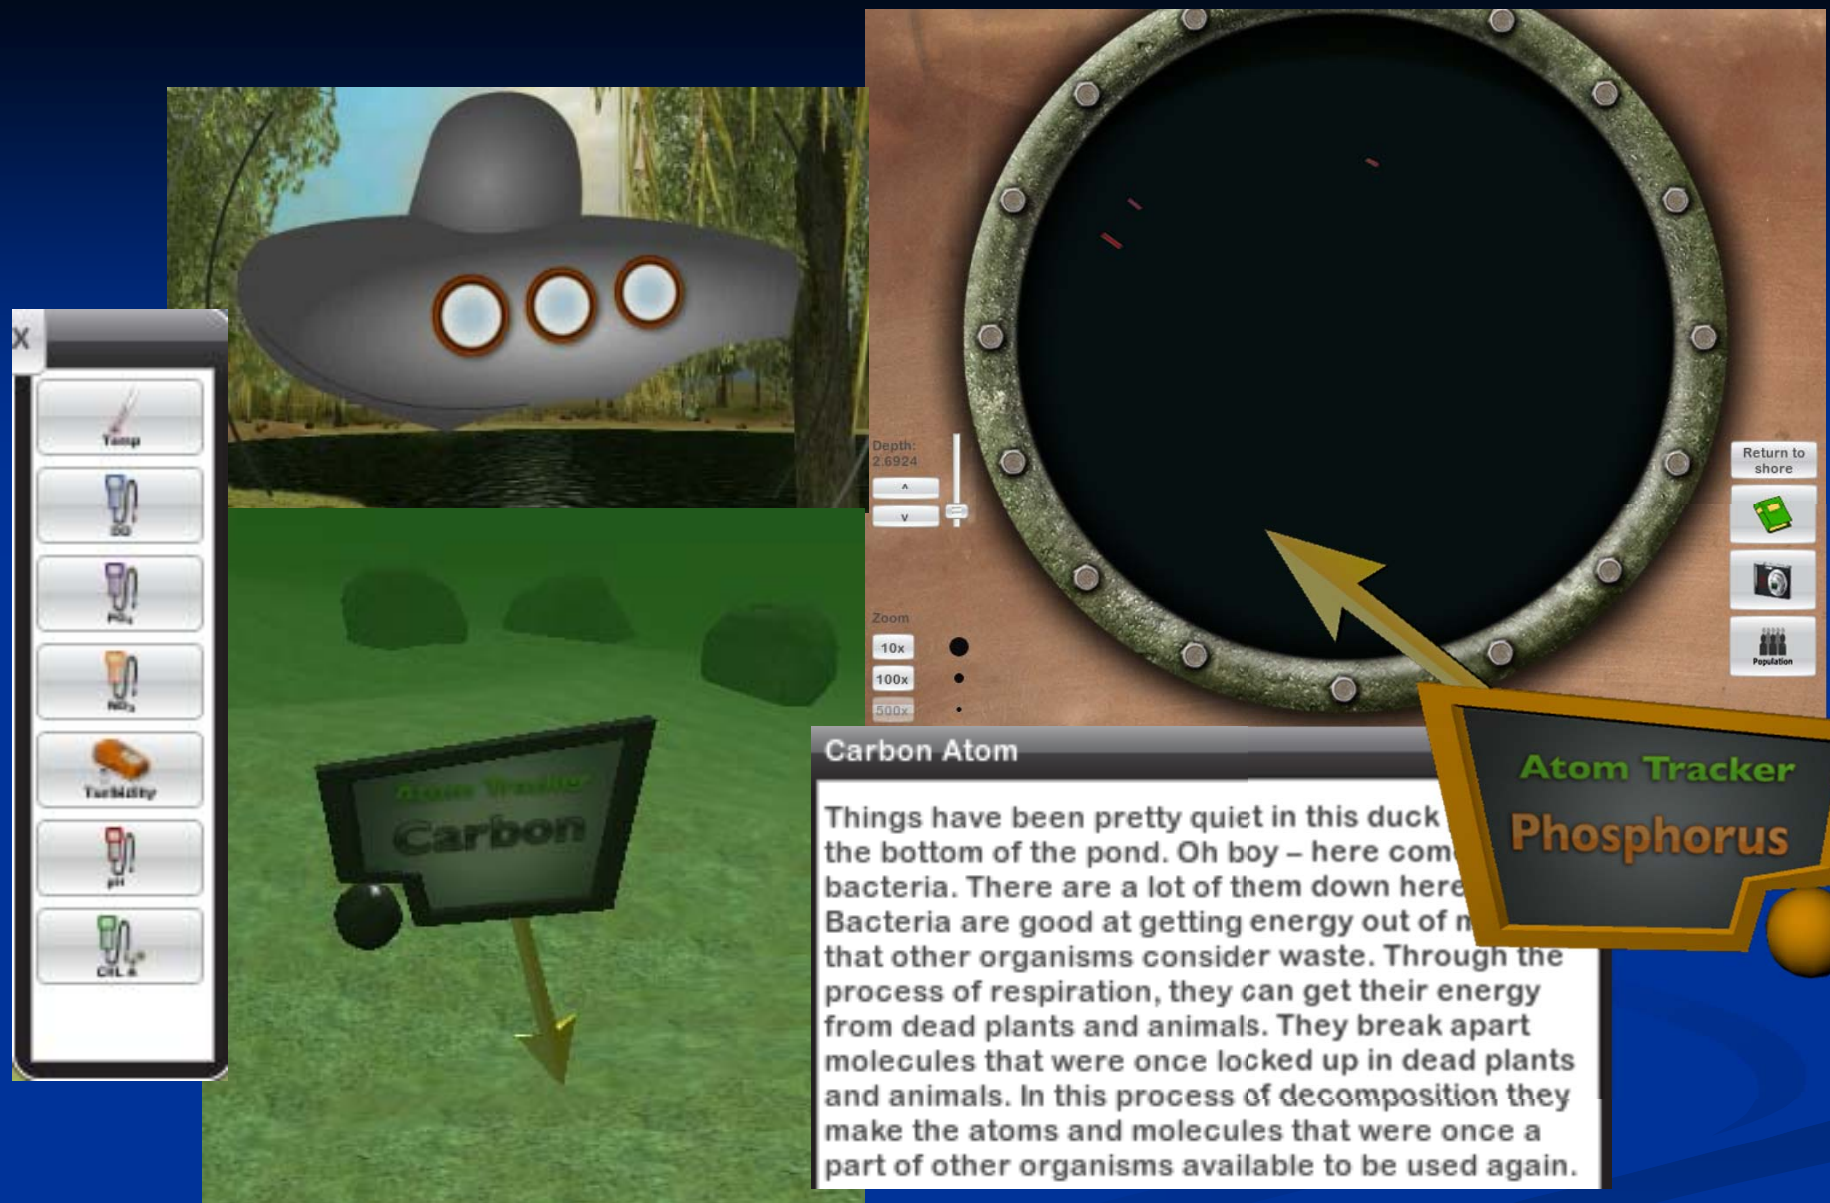 X
Temp
DO
PO4
NO3
Turbidity
pH
CHL A
Atom Tracker
Carbon
Depth:
2.6924
^
v
Zoom
10x
100x
500x
Return to
shore
Population
Atom Tracker
Phosphorus
Carbon Atom
Things have been pretty quiet in this duck
the bottom of the pond. Oh boy – here
bacteria. There are a lot of them down here
Bacteria are good at getting energy out of
that other organisms consider waste. Through the
process of respiration, they can get their energy
from dead plants and animals. They break apart
molecules that were once locked up in dead plants
and animals. In this process of decomposition they
make the atoms and molecules that were once a
part of other organisms available to be used again.